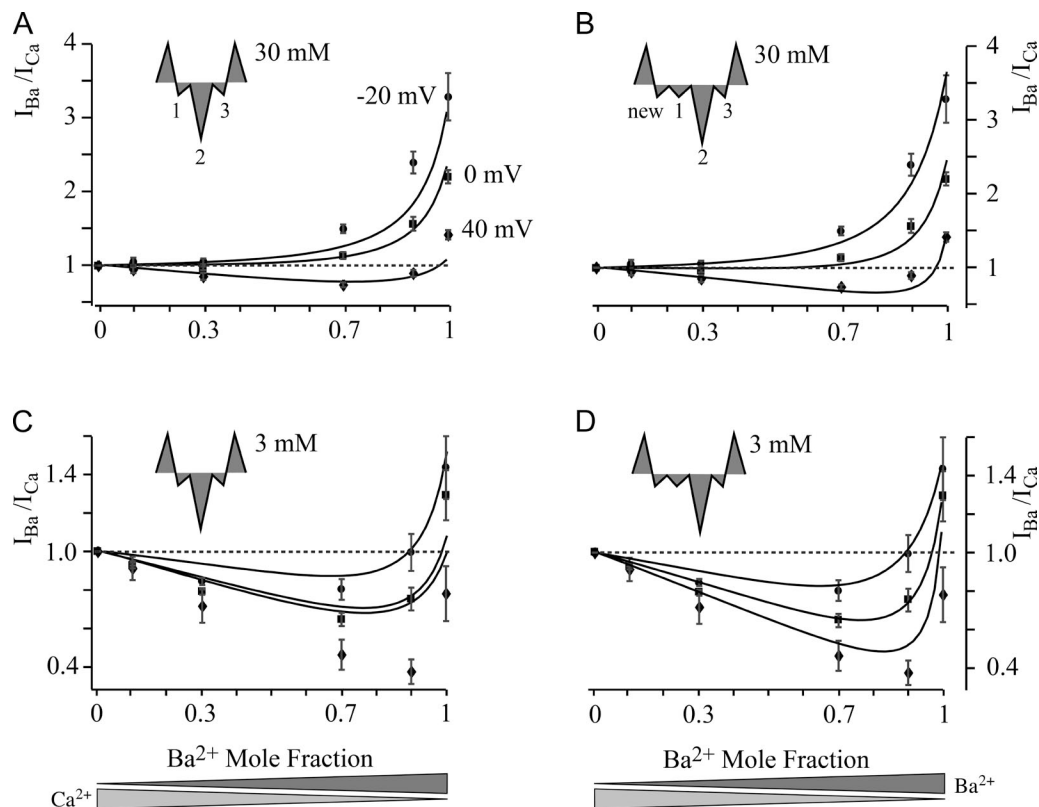 A
I_Ba/I_Ca
4
3
2
1
30 mM
1
2
3
-20 mV
0 mV
40 mV
0
0.3
0.7
1
B
30 mM
new
1
2
3
4
3
2
1
I_Ba/I_Ca
0
0.3
0.7
1
C
I_Ba/I_Ca
1.4
1.0
0.4
3 mM
0
0.3
0.7
1
Ba²⁺ Mole Fraction
Ca²⁺
D
3 mM
1.4
1.0
0.4
I_Ba/I_Ca
0
0.3
0.7
1
Ba²⁺ Mole Fraction
Ba²⁺